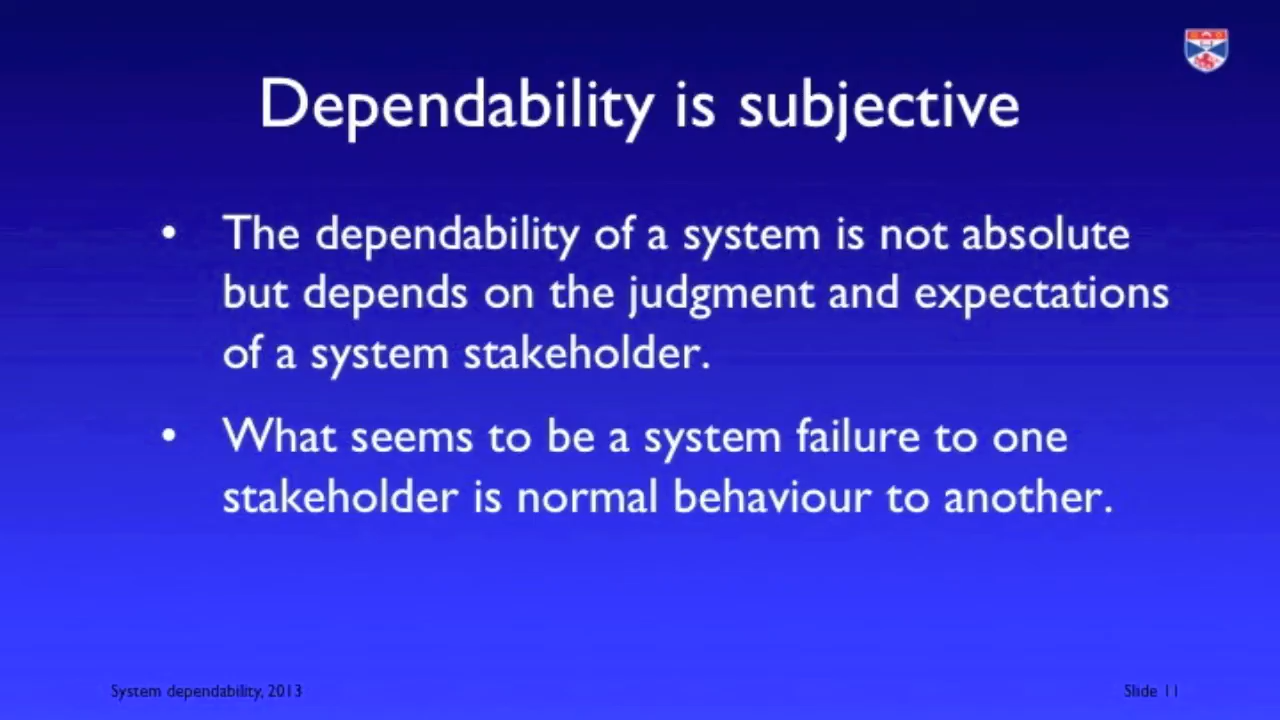 Dependability is subjective
• The dependability of a system is not absolute
but depends on the judgment and expectations
of a system stakeholder.
• What seems to be a system failure to one
stakeholder is normal behaviour to another.
System dependability, 2013
Slide 11